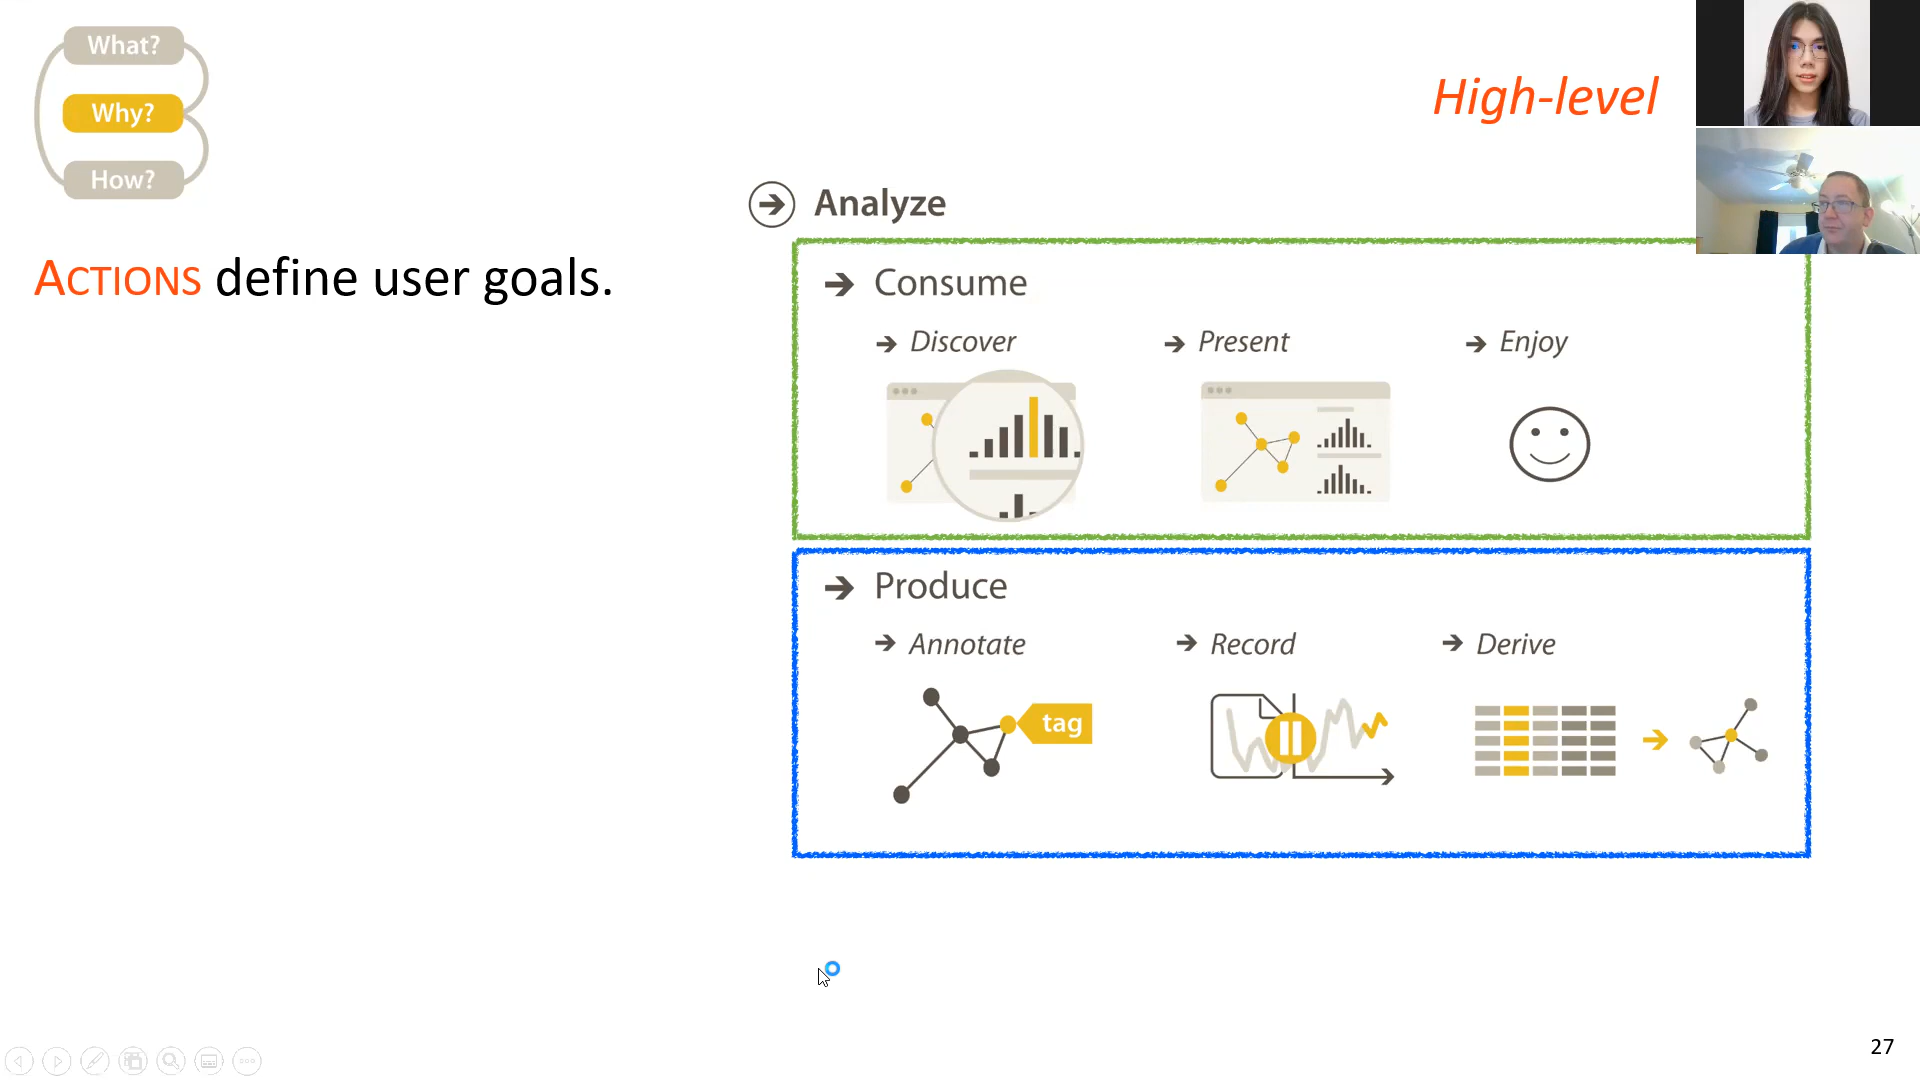 What?
Why?
How?
High-level
Analyze
ACTIONS define user goals.
Consume
Discover
Present
Enjoy
Produce
Annotate
Record
Derive
tag
27